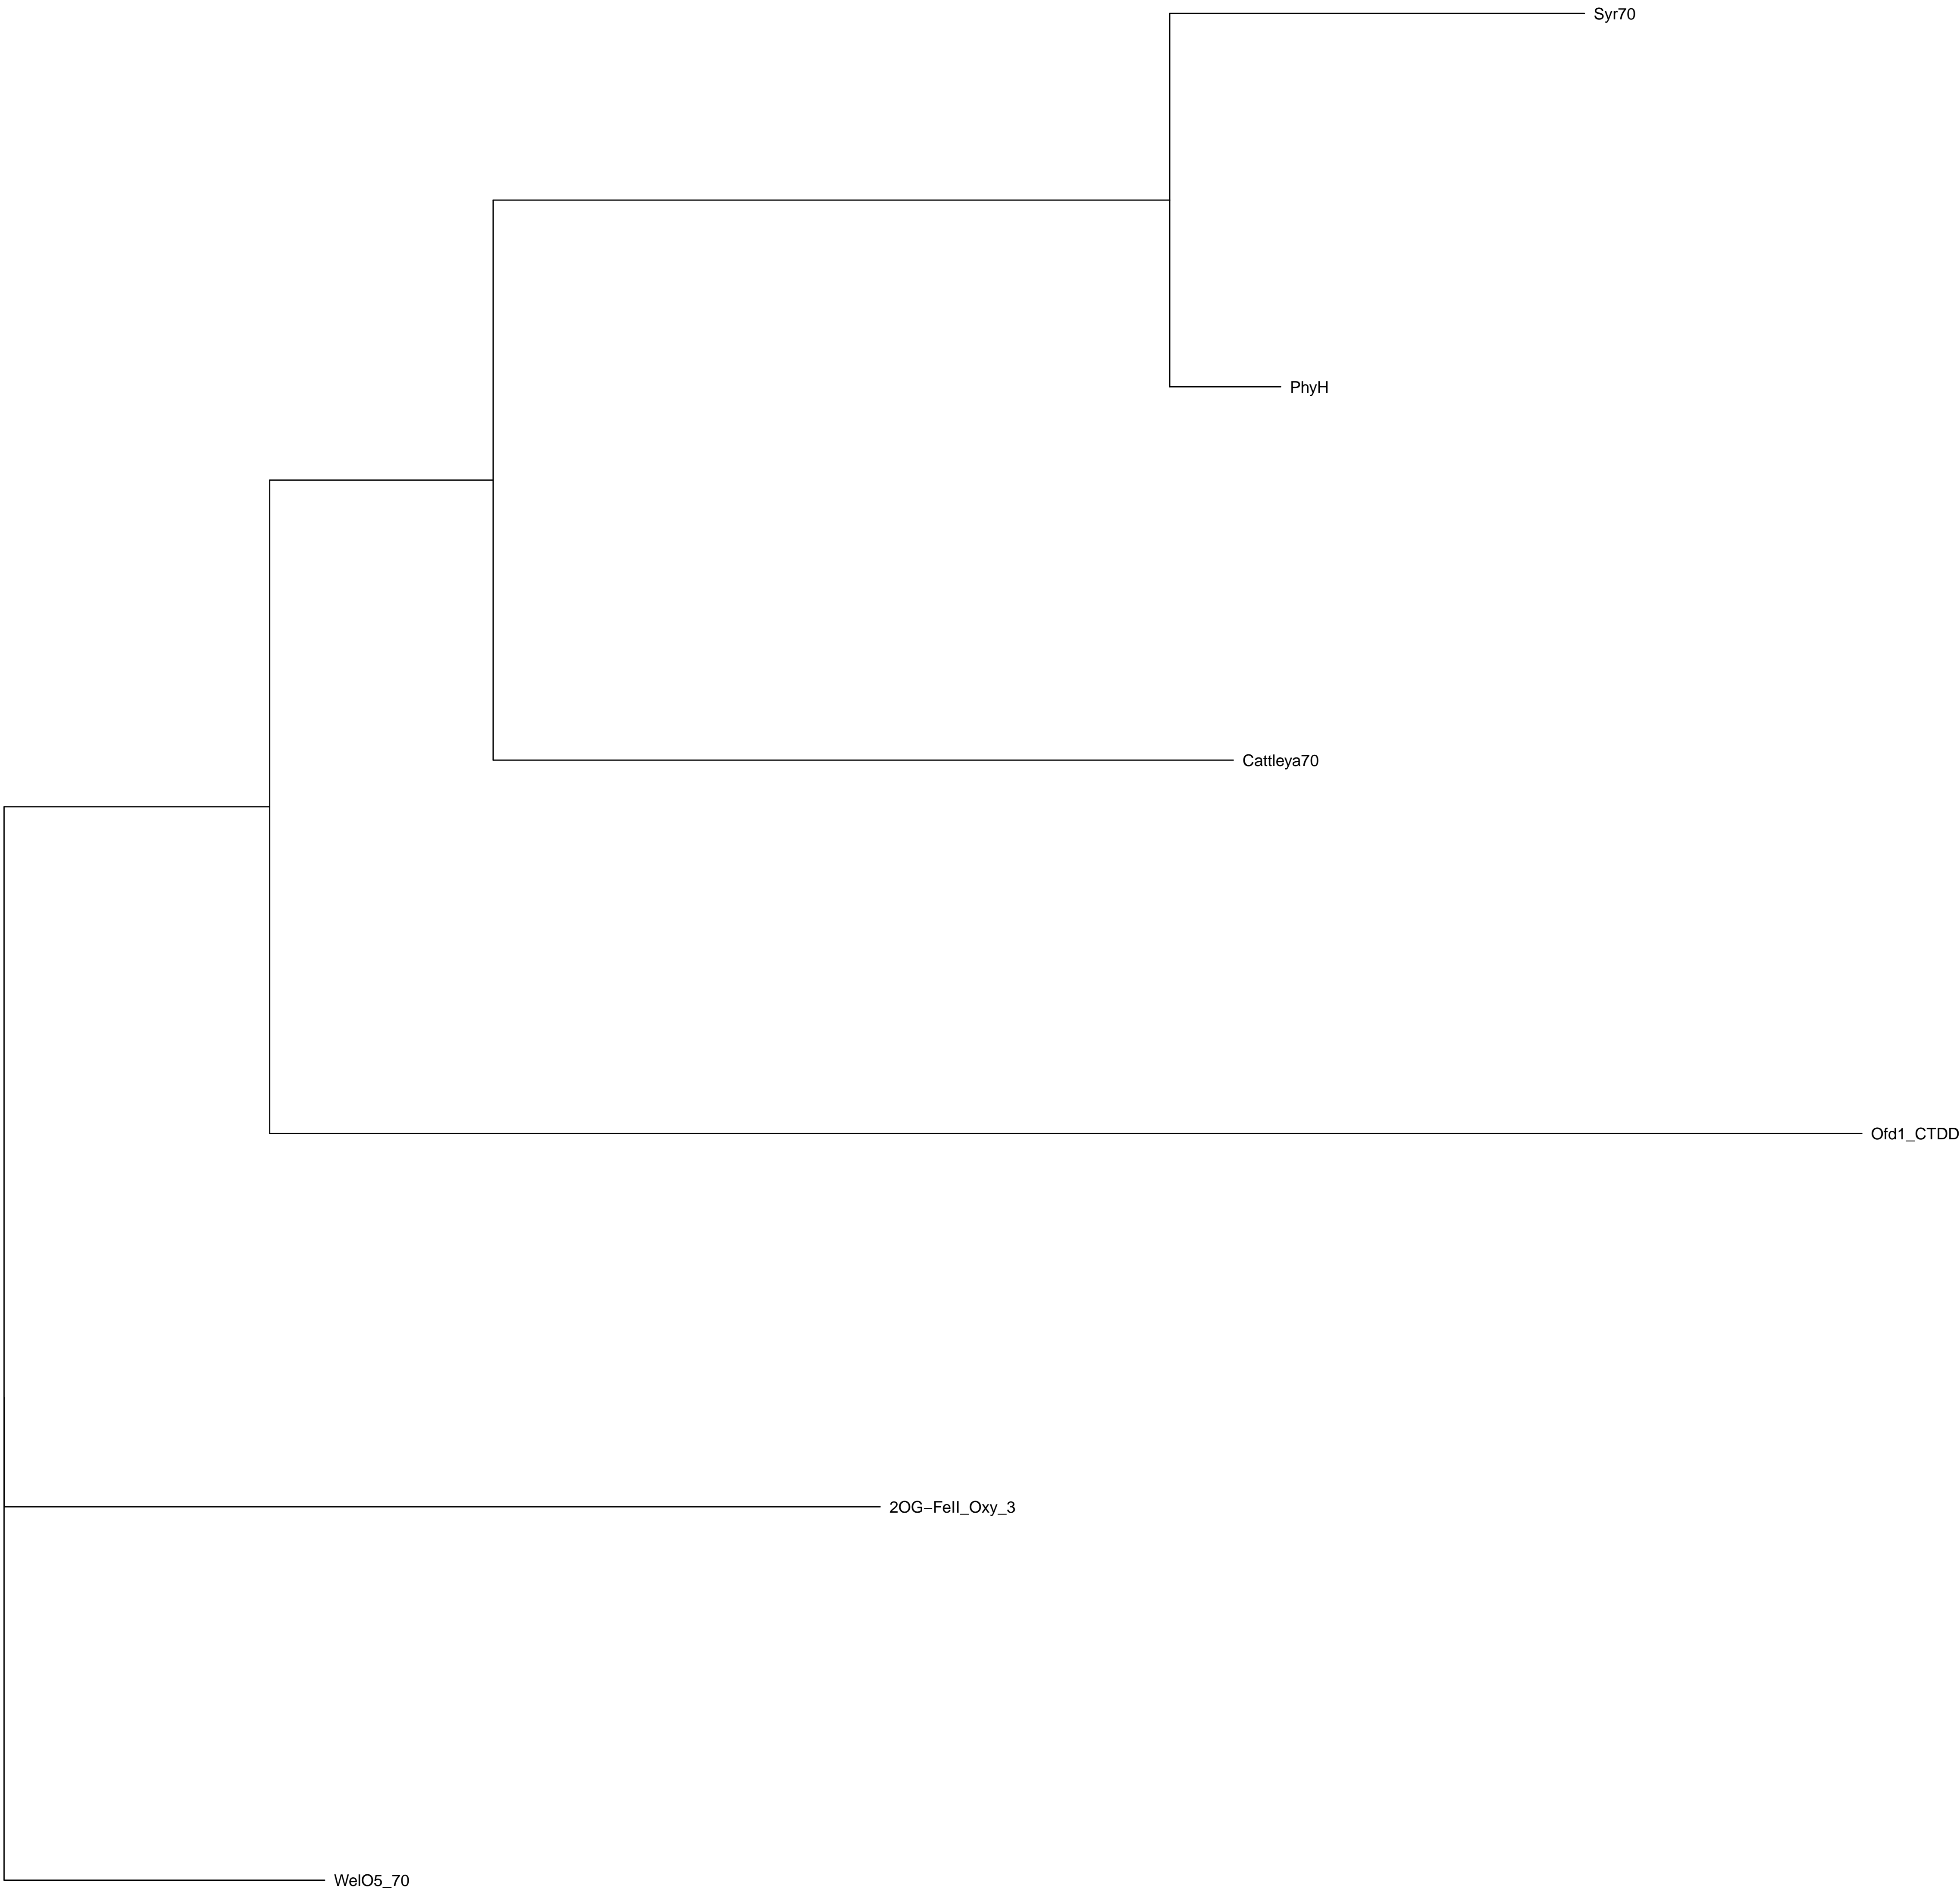 Syr70
PhyH
Cattleya70
Ofd1_CTDD
2OG−FeII_Oxy_3
WelO5_70